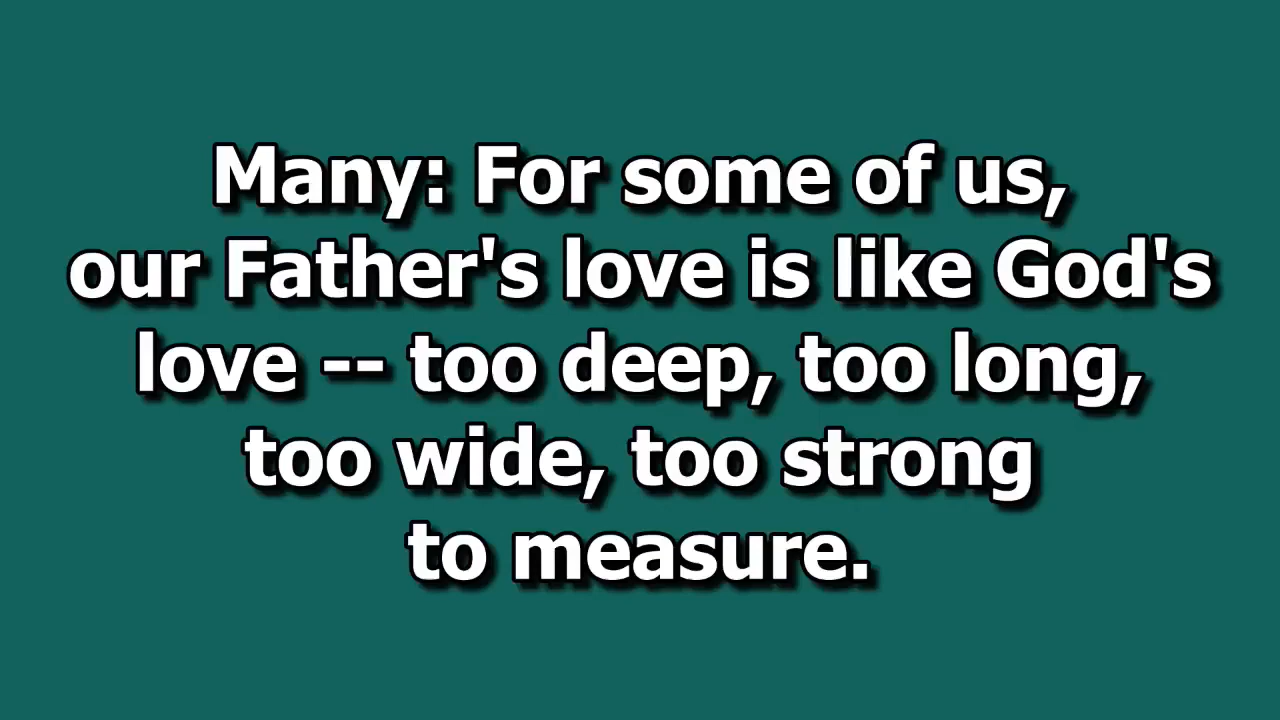 Many: For some of us,
our Father's love is like God's
love -- too deep, too long,
too wide, too strong
to measure.